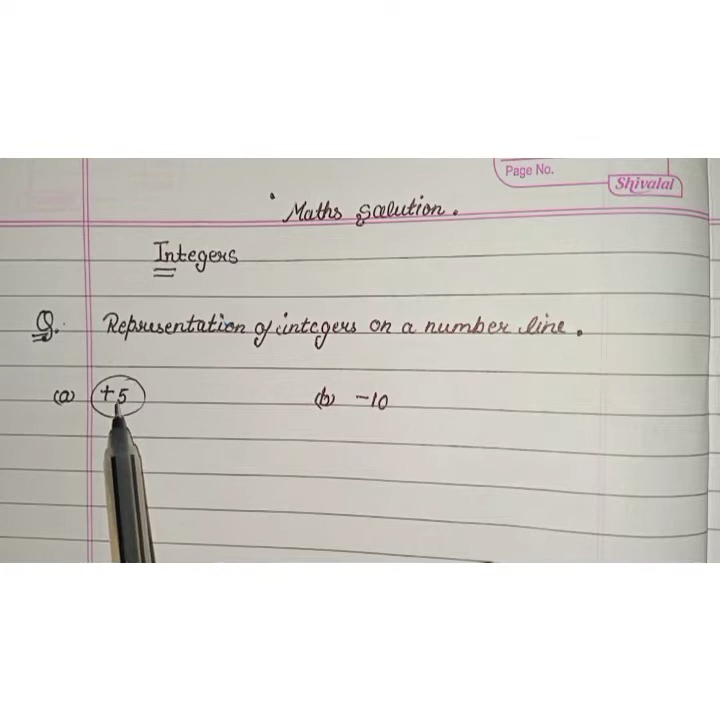 Page No.
Shivalal
Maths Solution.
Integers
Q. Representation of integers on a number line.
(a) +5 (b) -10